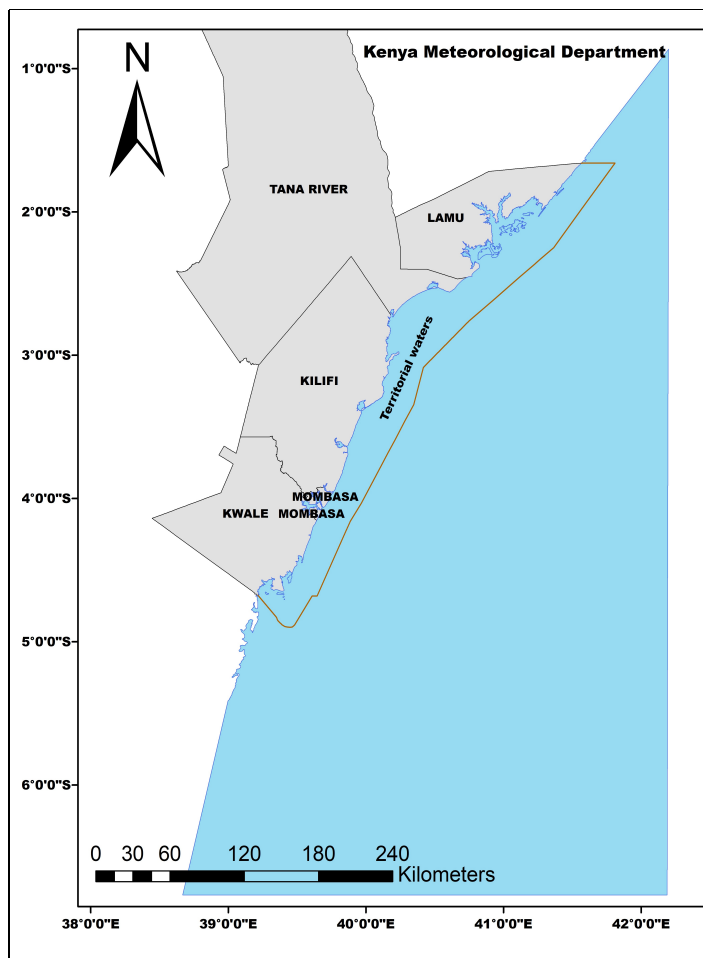 Kenya Meteorological Department
N
1°0'0"S
2°0'0"S
3°0'0"S
4°0'0"S
5°0'0"S
6°0'0"S
TANA RIVER
LAMU
Territorial waters
KILIFI
MOMBASA
KWALE MOMBASA
0 30 60 120 180 240
Kilometers
38°0'0"E 39°0'0"E 40°0'0"E 41°0'0"E 42°0'0"E